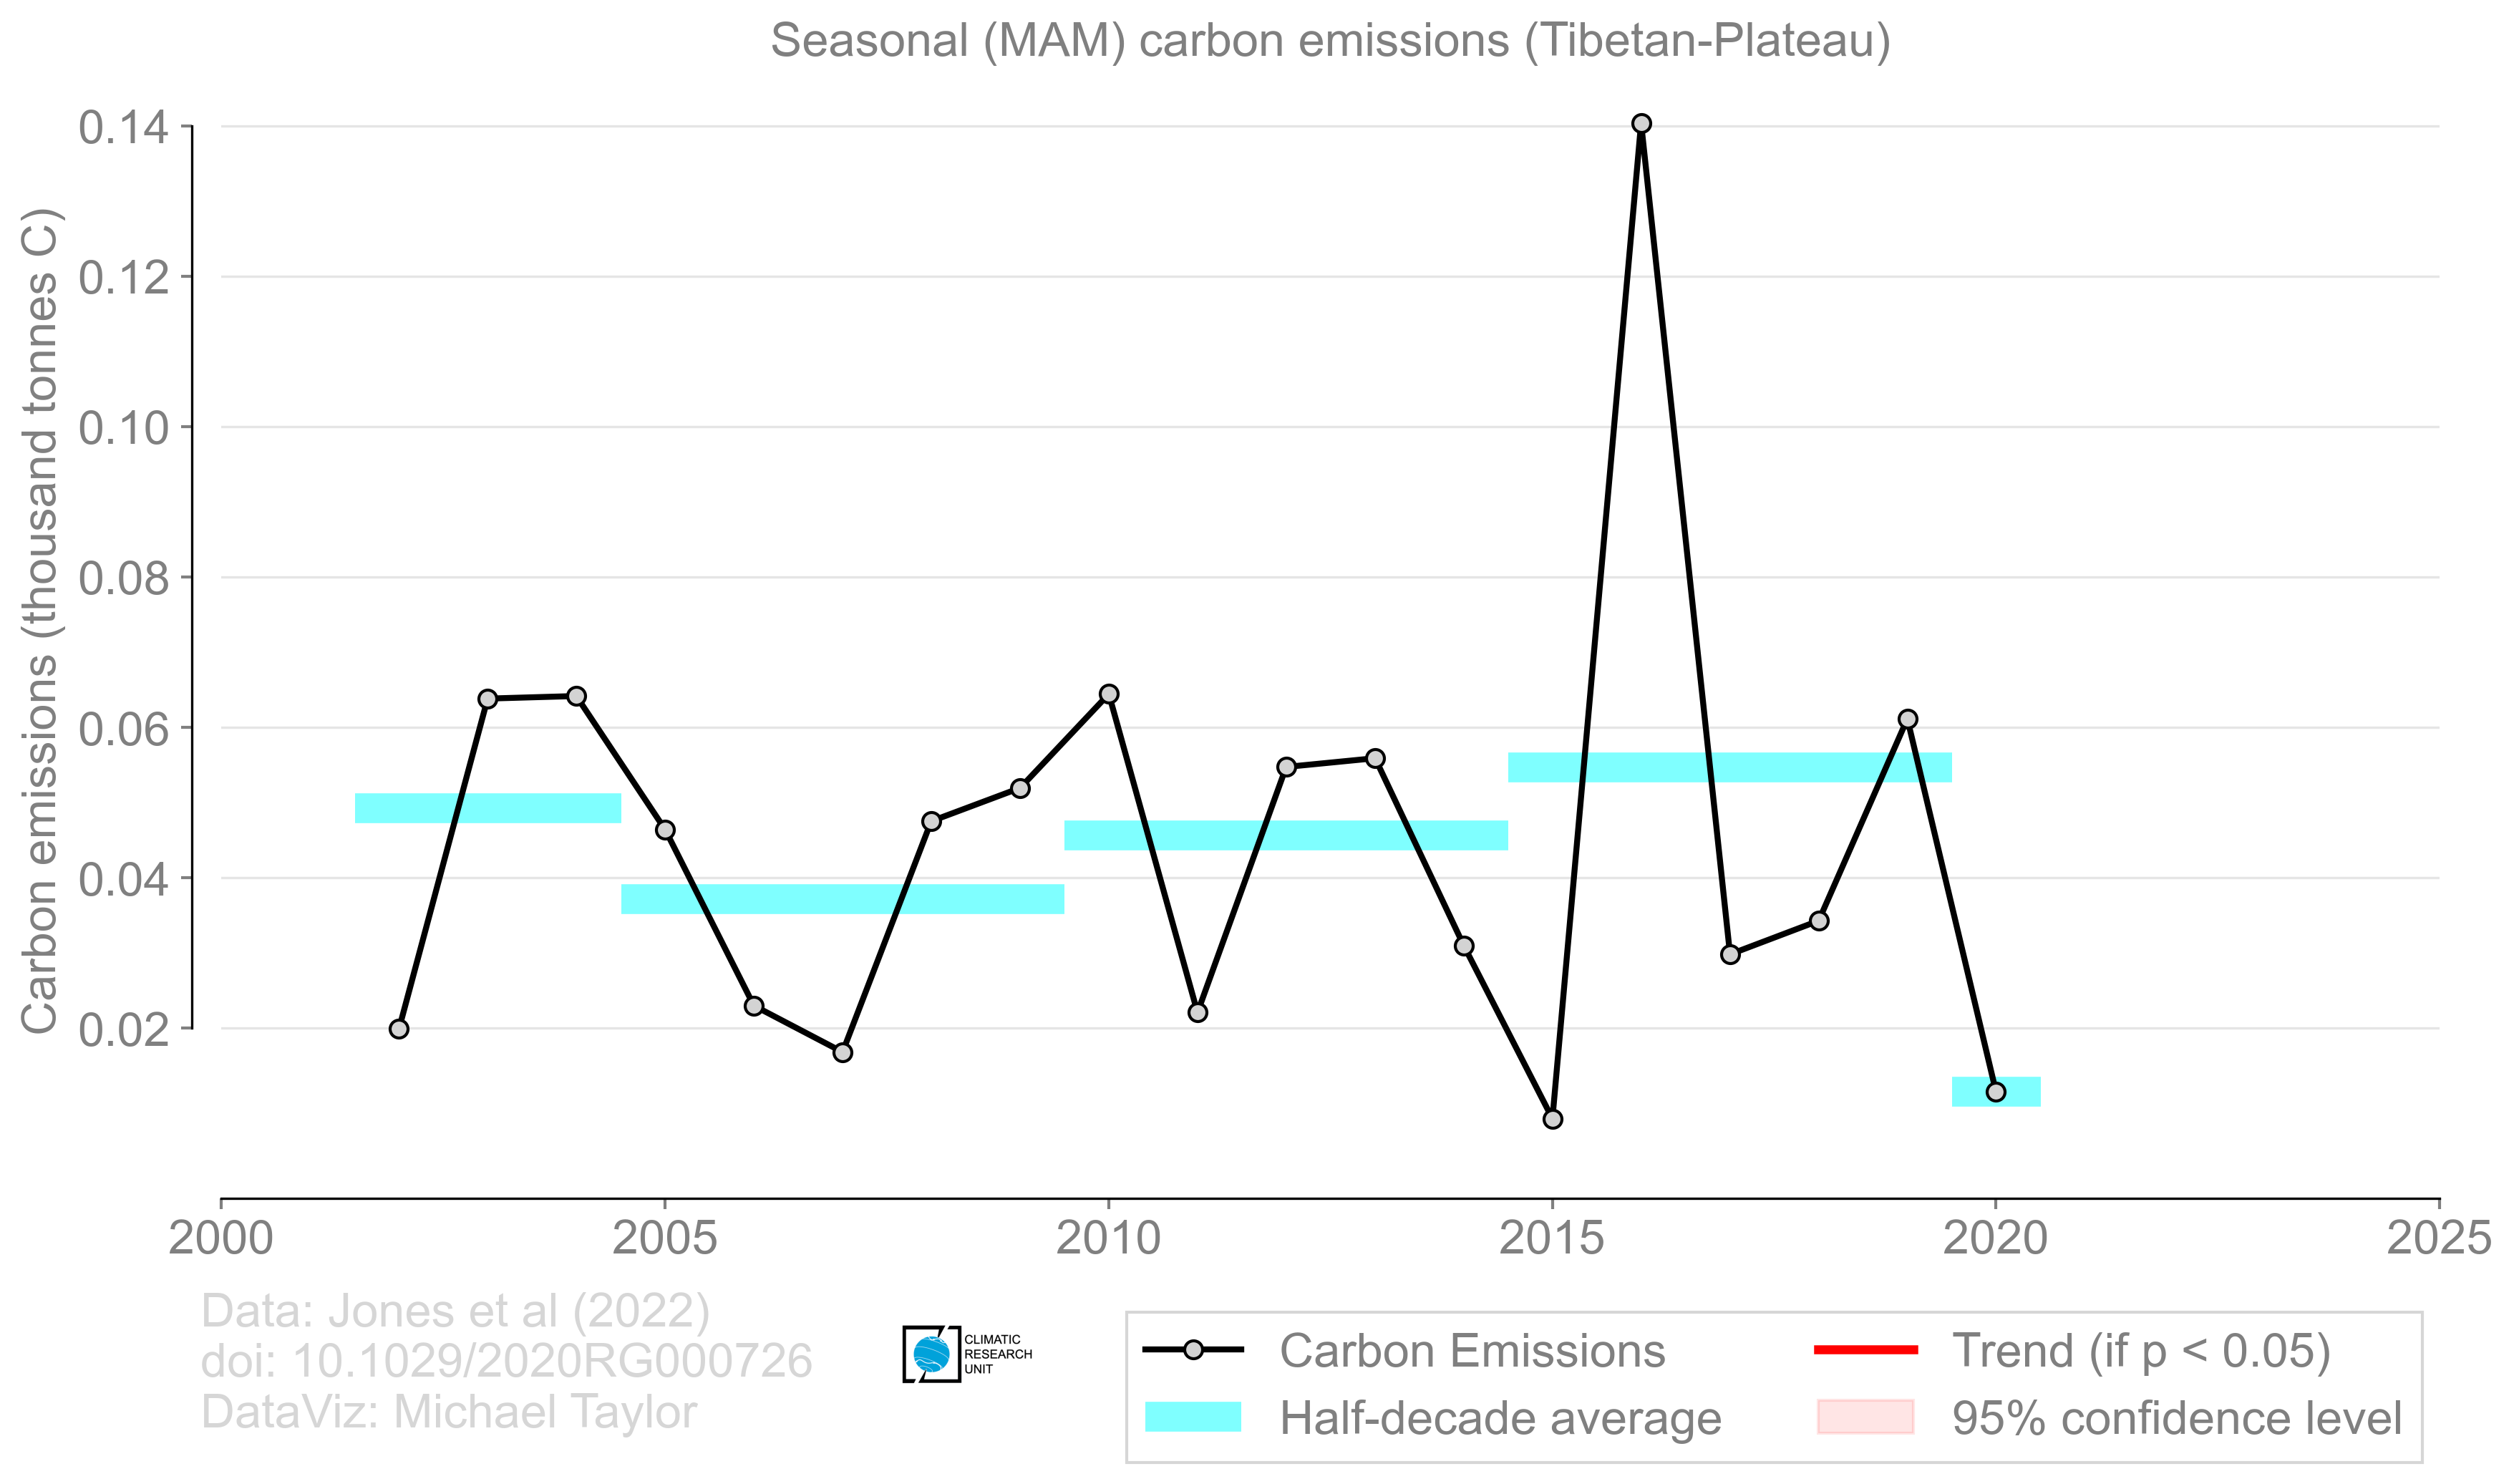 Seasonal (MAM) carbon emissions (Tibetan-Plateau)
Carbon emissions (thousand tonnes C)
0.14
0.12
0.10
0.08
0.06
0.04
0.02
2000 2005 2010 2015 2020 2025
Data: Jones et al (2022)
doi: 10.1029/2020RG000726
DataViz: Michael Taylor
CLIMATIC
RESEARCH
UNIT
Carbon Emissions
Half-decade average
Trend (if p < 0.05)
95% confidence level